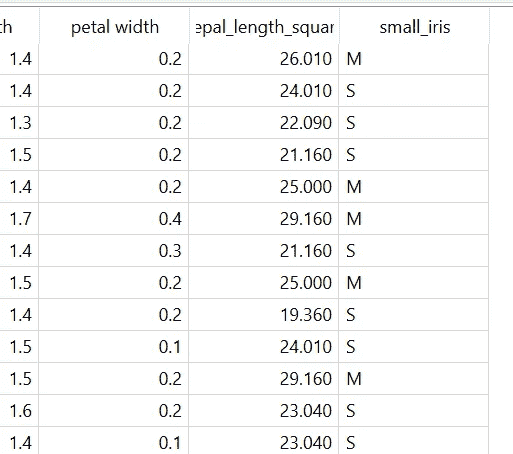 th petal width epal_length_squar small_iris
1.4 0.2 26.010 M
1.4 0.2 24.010 S
1.3 0.2 22.090 S
1.5 0.2 21.160 S
1.4 0.2 25.000 M
1.7 0.4 29.160 M
1.4 0.3 21.160 S
1.5 0.2 25.000 M
1.4 0.2 19.360 S
1.5 0.1 24.010 S
1.5 0.2 29.160 M
1.6 0.2 23.040 S
1.4 0.1 23.040 S